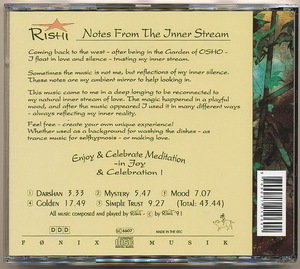 RISHI Notes From The Inner Stream
Coming back to the west - after being in the Garden of OSHO -
I float in love and silence - trusting my inner stream.
Sometimes the music is not me, but reflections of my inner silence.
These notes are my ambient mirror to help looking in.
This music came to me in a deep longing to be reconnected to
my natural inner stream of love. The magic happened in a playful
mood, and after the music appeared I used it in many different ways
- always reflecting my inner reality.
Feel free - create your own unique experience!
Whether used as a background for washing the dishes - as
trance music for selfhypnosis - or making love.
Enjoy & Celebrate Meditation
-in Joy
& Celebration !
1 DARSHAN 3.33 2 MYSTERY 5.47 3 MOOD 7.07
4 GOLDEN 17.49 5 SIMPLE TRUST 9.27 (TOTAL: 43.44)
All music composed and played by RISHI - © by RISHI '91
DDD LC 6607 COMPACT disc DIGITAL AUDIO MADE IN THE EEC
FØNIX MUSIK